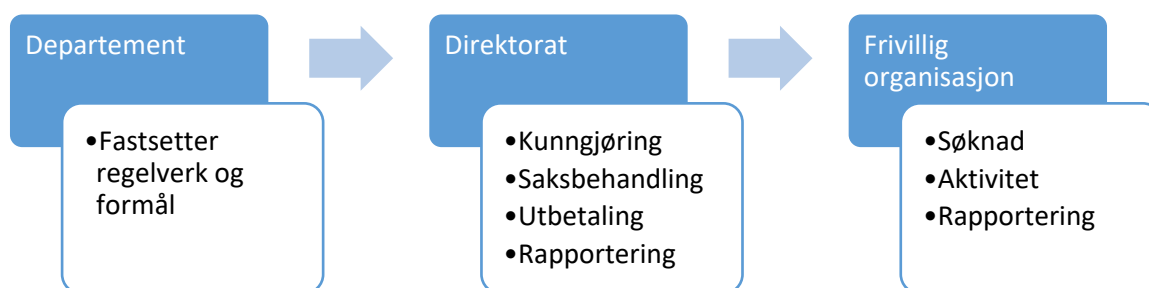 Departement
•Fastsetter
regelverk og
formål
Direktorat
•Kunngjøring
•Saksbehandling
•Utbetaling
•Rapportering
Frivillig
organisasjon
•Søknad
•Aktivitet
•Rapportering